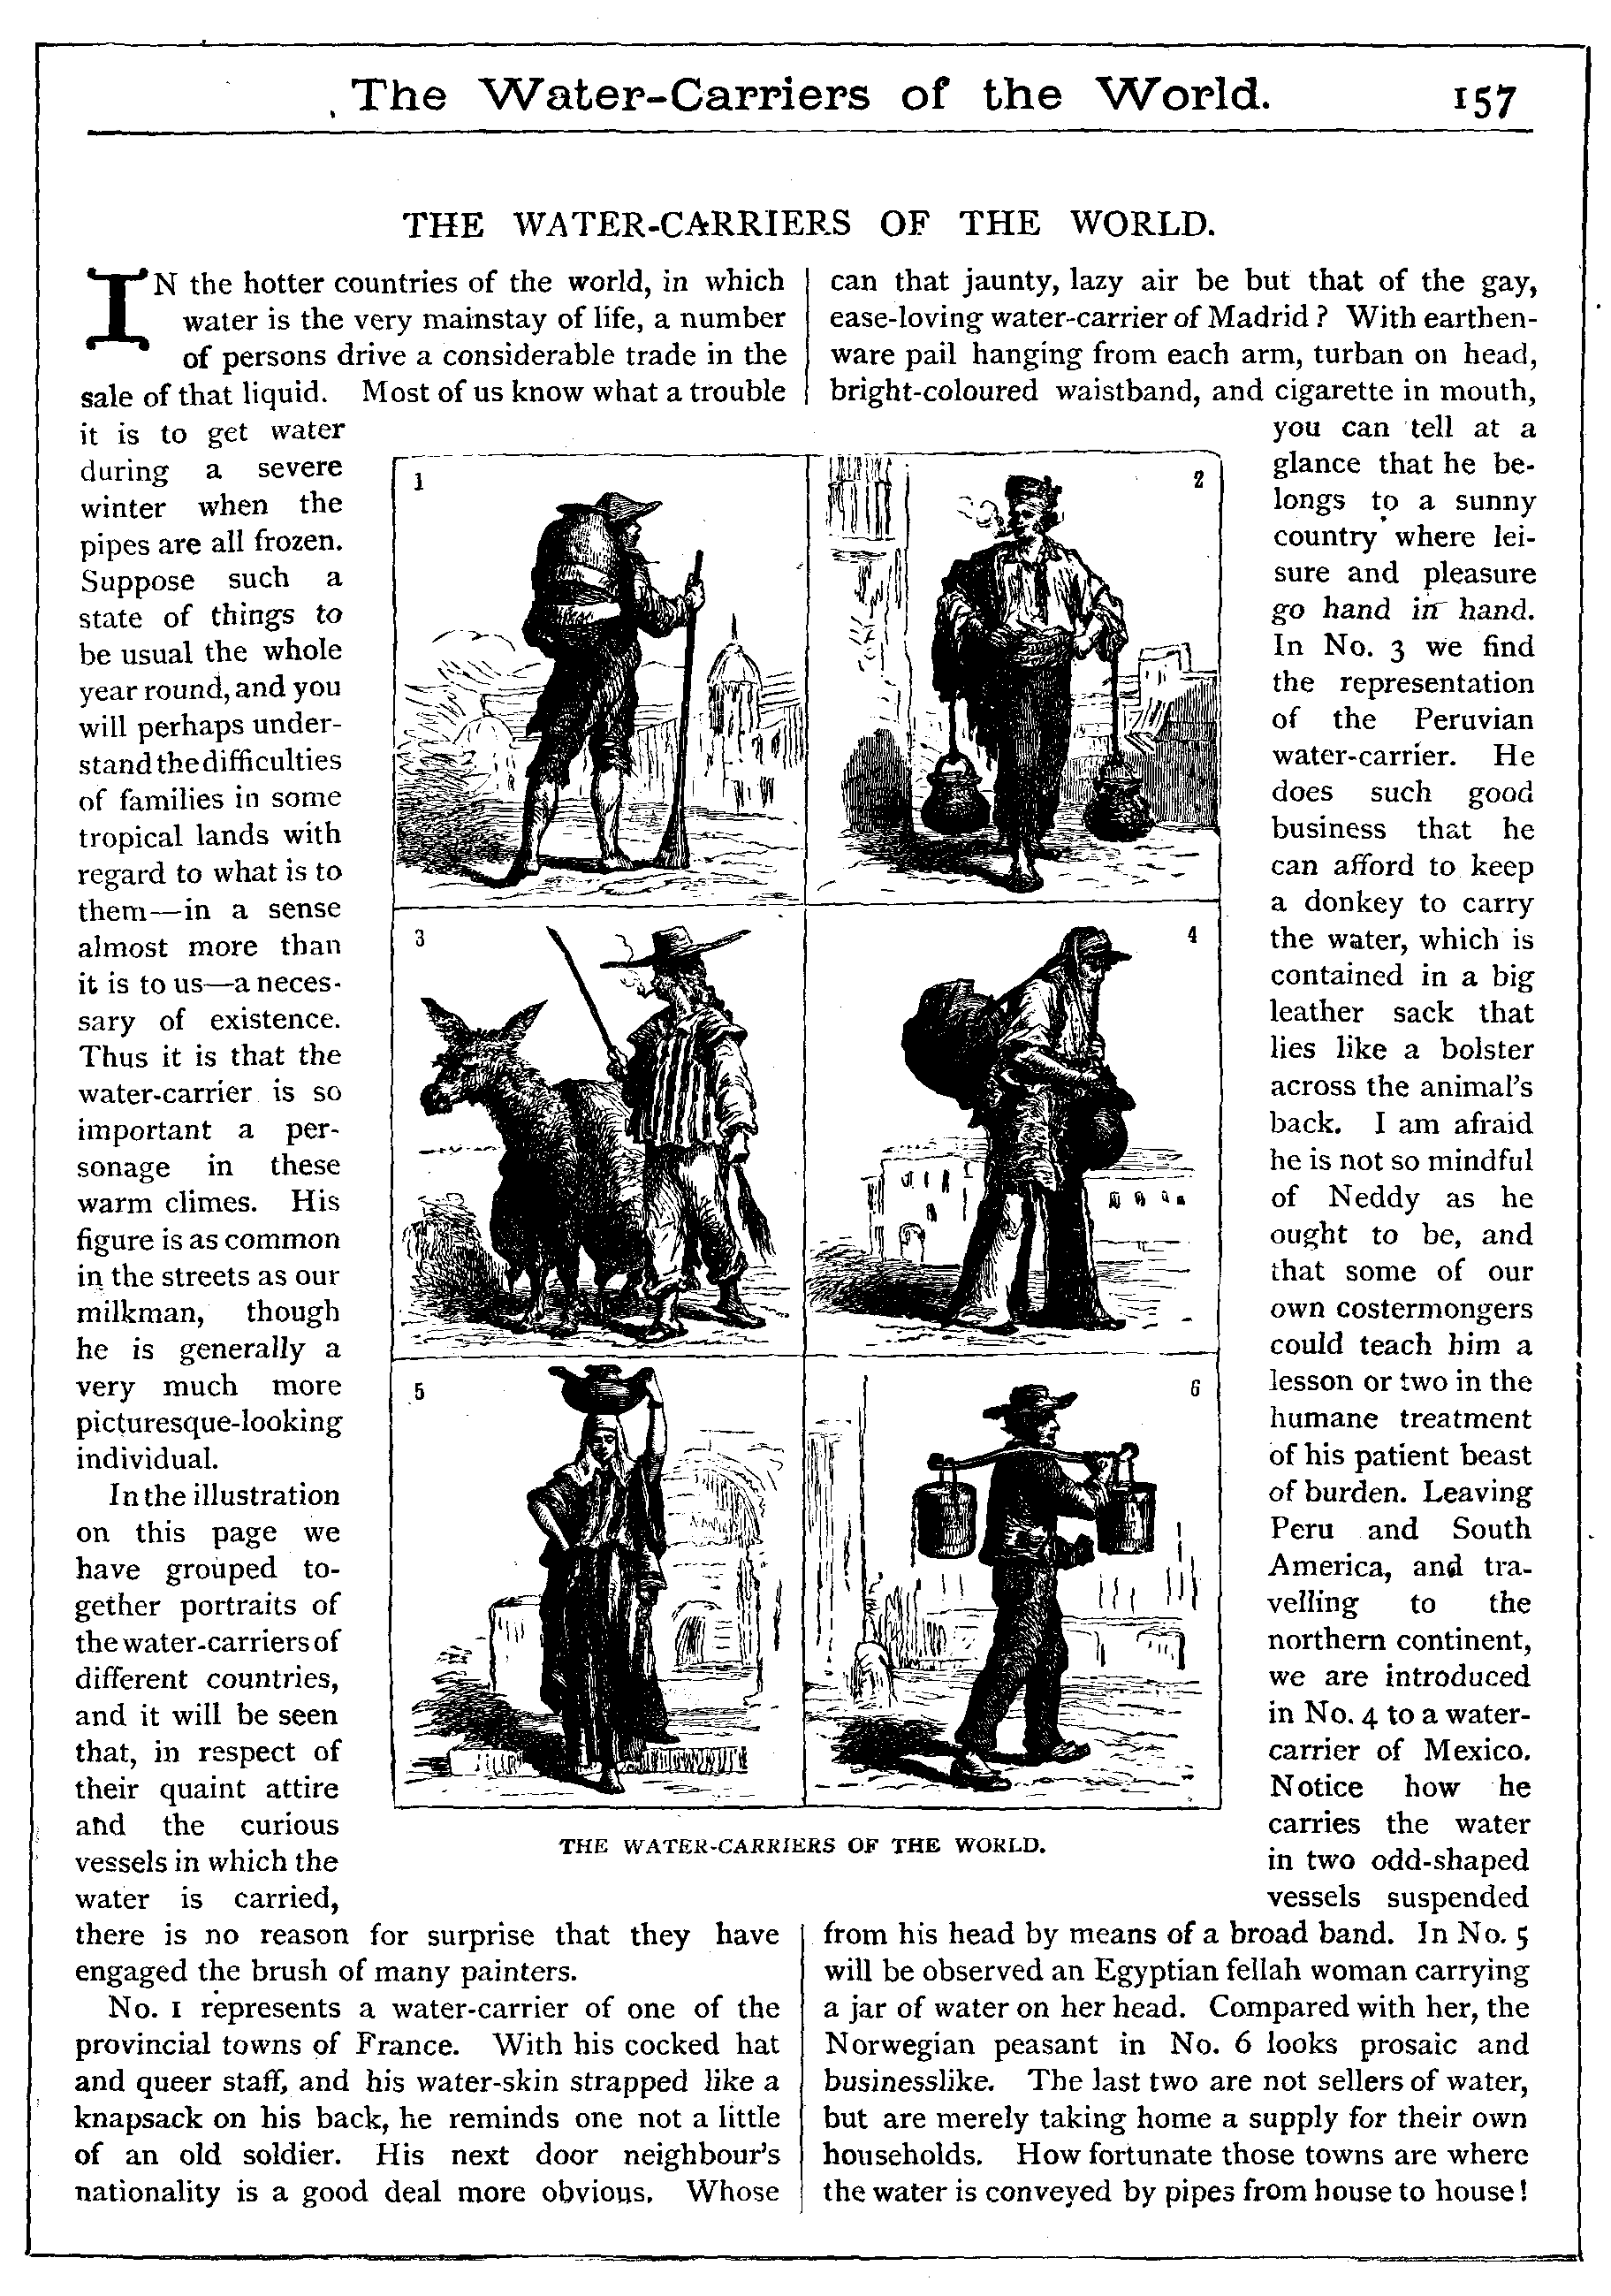 The Water-Carriers of the World. 157
THE WATER-CARRIERS OF THE WORLD.
IN the hotter countries of the world, in which
water is the very mainstay of life, a number
of persons drive a considerable trade in the
sale of that liquid. Most of us know what a trouble
it is to get water
during a severe
winter when the
pipes are all frozen.
Suppose such a
state of things to
be usual the whole
year round, and you
will perhaps under-
stand the difficulties
of families in some
tropical lands with
regard to what is to
them—in a sense
almost more than
it is to us—a neces-
sary of existence.
Thus it is that the
water-carrier is so
important a per-
sonage in these
warm climes. His
figure is as common
in the streets as our
milkman, though
he is generally a
very much more
picturesque-looking
individual.
In the illustration
on this page we
have grouped to-
gether portraits of
the water-carriers of
different countries,
and it will be seen
that, in respect of
their quaint attire
and the curious
vessels in which the
water is carried,
there is no reason for surprise that they have
engaged the brush of many painters.
No. 1 represents a water-carrier of one of the
provincial towns of France. With his cocked hat
and queer staff, and his water-skin strapped like a
knapsack on his back, he reminds one not a little
of an old soldier. His next door neighbour's
nationality is a good deal more obvious. Whose
1
2
3
4
5
6
THE WATER-CARRIERS OF THE WORLD.
can that jaunty, lazy air be but that of the gay,
ease-loving water-carrier of Madrid? With earthen-
ware pail hanging from each arm, turban on head,
bright-coloured waistband, and cigarette in mouth,
you can tell at a
glance that he be-
longs to a sunny
country where lei-
sure and pleasure
go hand in hand.
In No. 3 we find
the representation
of the Peruvian
water-carrier. He
does such good
business that he
can afford to keep
a donkey to carry
the water, which is
contained in a big
leather sack that
lies like a bolster
across the animal's
back. I am afraid
he is not so mindful
of Neddy as he
ought to be, and
that some of our
own costermongers
could teach him a
lesson or two in the
humane treatment
of his patient beast
of burden. Leaving
Peru and South
America, and tra-
velling to the
northern continent,
we are introduced
in No. 4 to a water-
carrier of Mexico.
Notice how he
carries the water
in two odd-shaped
vessels suspended
from his head by means of a broad band. In No. 5
will be observed an Egyptian fellah woman carrying
a jar of water on her head. Compared with her, the
Norwegian peasant in No. 6 looks prosaic and
businesslike. The last two are not sellers of water,
but are merely taking home a supply for their own
households. How fortunate those towns are where
the water is conveyed by pipes from house to house!